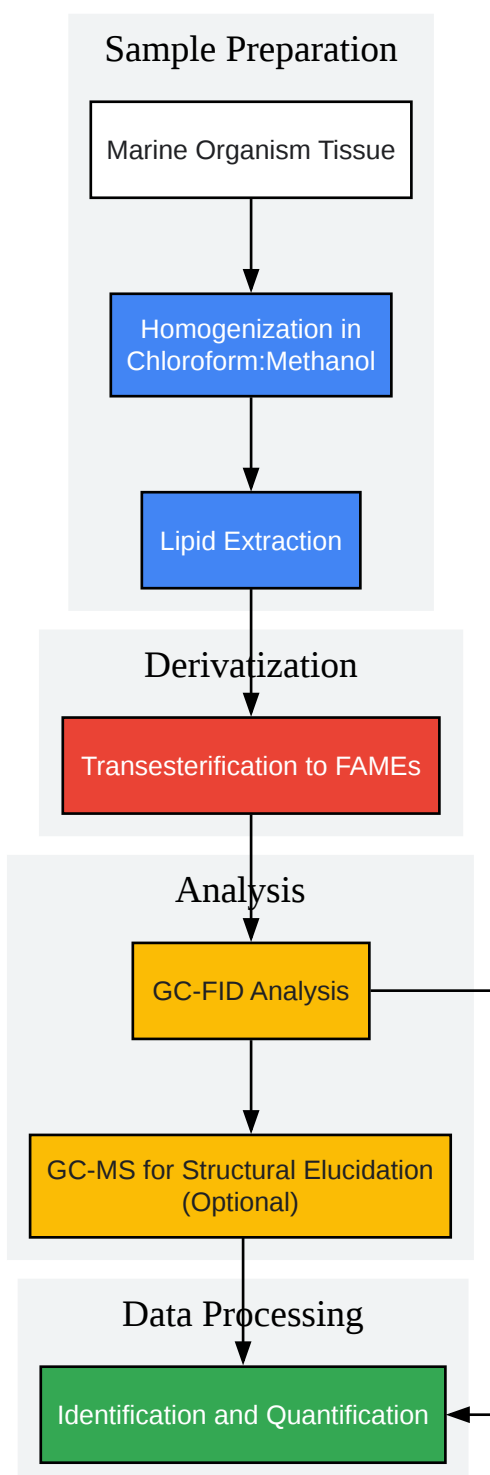 Sample Preparation
Marine Organism Tissue
Homogenization in
Chloroform:Methanol
Lipid Extraction
Derivatization
Transesterification to FAMEs
Analysis
GC-FID Analysis
GC-MS for Structural Elucidation
(Optional)
Data Processing
Identification and Quantification